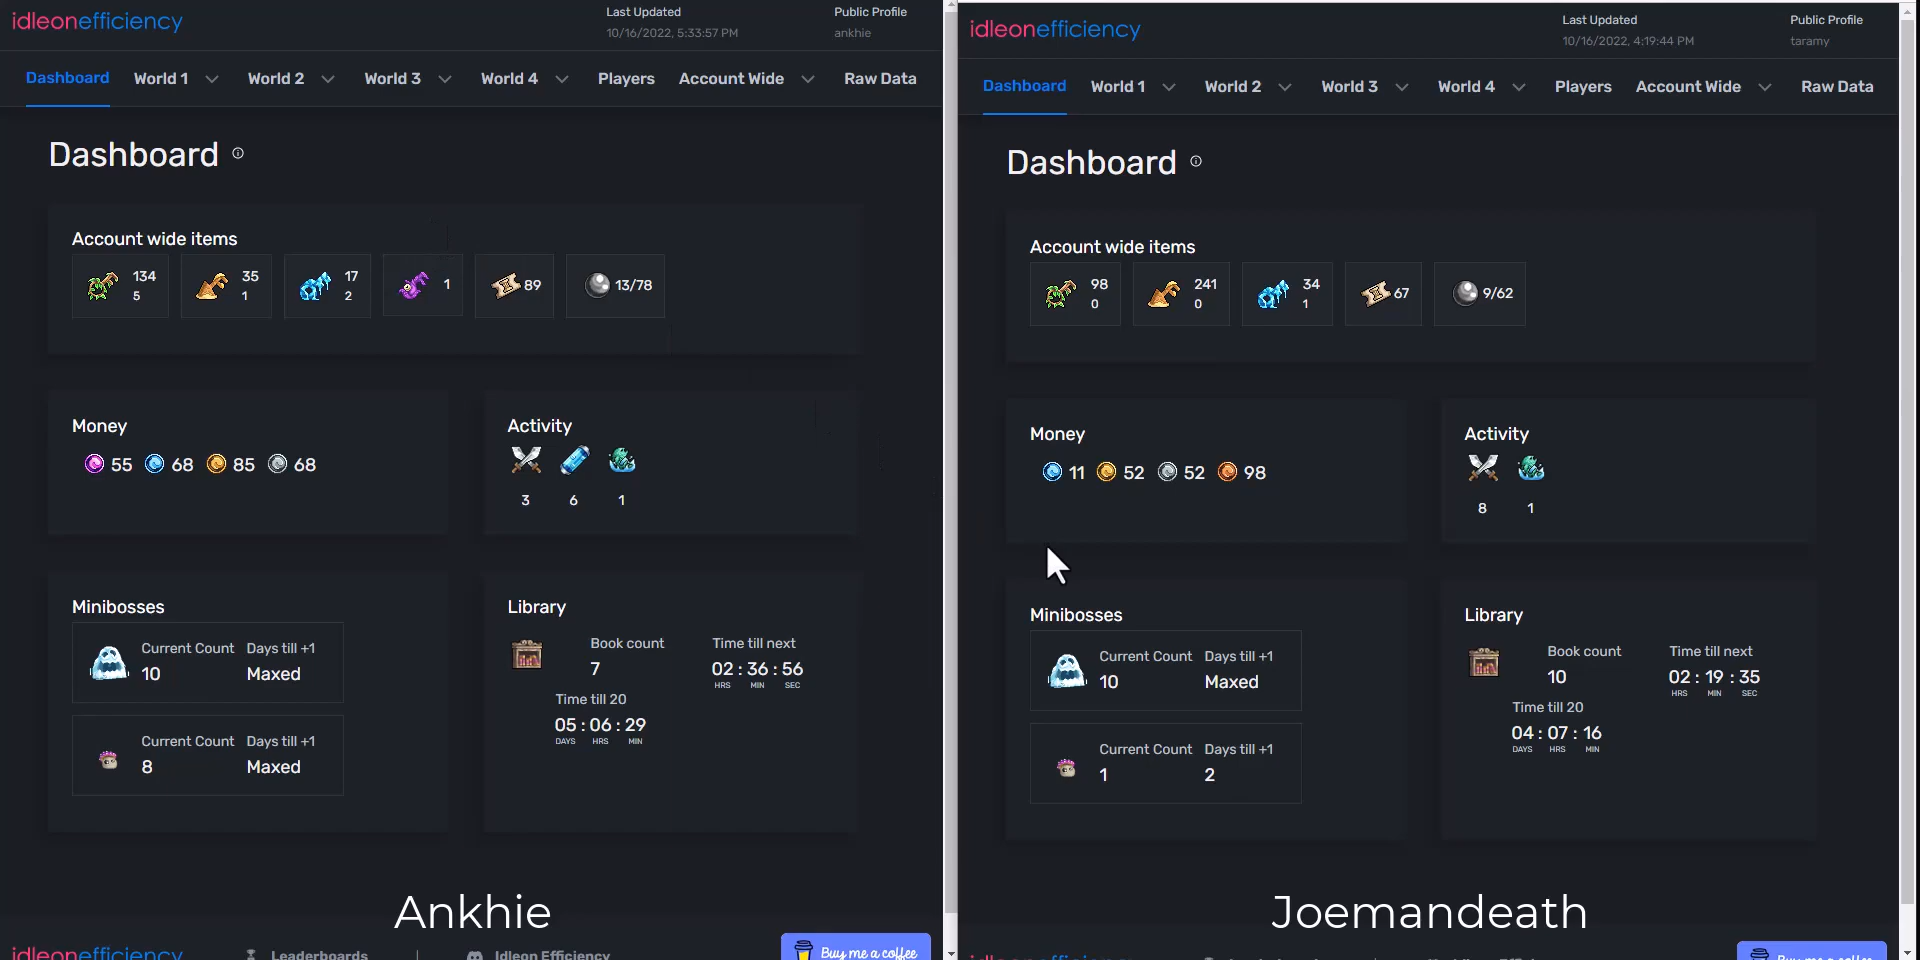 idleonefficiency
Last Updated
10/16/2022, 5:33:57 PM
Public Profile
ankhie
Dashboard World 1 World 2 World 3 World 4 Players Account Wide Raw Data
Dashboard
Account wide items
134
5
35
1
17
2
1
89
13/78
Money
55 68 85 68
Activity
3 6 1
Minibosses
Current Count Days till +1
10 Maxed
Current Count Days till +1
8 Maxed
Library
Book count
7
Time till next
02 : 36 : 56
HRS MIN SEC
Time till 20
05 : 06 : 29
DAYS HRS MIN
Ankhie
idleonefficiency
Leaderboards
Idleon Efficiency
Buy me a coffee
idleonefficiency
Last Updated
10/16/2022, 4:19:44 PM
Public Profile
taramy
Dashboard World 1 World 2 World 3 World 4 Players Account Wide Raw Data
Dashboard
Account wide items
98
0
241
0
34
1
67
9/62
Money
11 52 52 98
Activity
8 1
Minibosses
Current Count Days till +1
10 Maxed
Current Count Days till +1
1 2
Library
Book count
10
Time till next
02 : 19 : 35
HRS MIN SEC
Time till 20
04 : 07 : 16
DAYS HRS MIN
Joemandeath